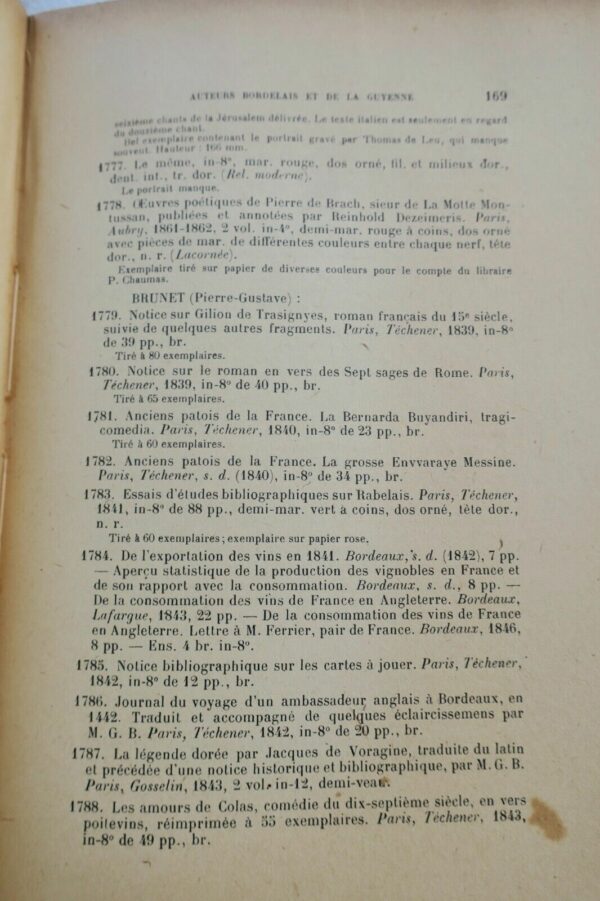 AUTEURS BORDELAIS ET DE LA GUYENNE 169
seizième chants de la Jérusalem délivrée. Le texte italien est seulement en regard
du douzième chant.
Bel exemplaire contenant le portrait gravé par Thomas de Leu, qui manque
souvent. Hauteur : 166 mm.
1777. Le même, in-8º, mar. rouge, dos orné, fil. et milieux dor.,
dent. int., tr. dor. (Rel. moderne).
Le portrait manque.
1778. Œuvres poétiques de Pierre de Brach, sieur de La Motte Mon-
tussan, publiées et annotées par Reinhold Dezeimeris. Paris,
Aubry, 1861-1862, 2 vol. in-4º, demi-mar. rouge à coins, dos orné
avec pièces de mar. de différentes couleurs entre chaque nerf, tête
dor., n. r. (Lacornée).
Exemplaire tiré sur papier de diverses couleurs pour le compte du libraire
P. Chaumas.
BRUNET (Pierre-Gustave) :
1779. Notice sur Gilion de Trasignyes, roman français du 15e siècle,
suivie de quelques autres fragments. Paris, Téchener, 1839, in-8º
de 39 pp., br.
Tiré à 80 exemplaires.
1780. Notice sur le roman en vers des Sept sages de Rome. Paris,
Téchener, 1839, in-8º de 40 pp., br.
Tiré à 65 exemplaires.
1781. Anciens patois de la France. La Bernarda Buyandiri, tragi-
comedia. Paris, Téchener, 1840, in-8º de 23 pp., br.
Tiré à 60 exemplaires.
1782. Anciens patois de la France. La grosse Envvaraye Messine.
Paris, Téchener, s. d. (1840), in-8º de 34 pp., br.
1783. Essais d'études bibliographiques sur Rabelais. Paris, Téchener,
1841, in-8º de 88 pp., demi-mar. vert à coins, dos orné, tête dor.,
n. r.
Tiré à 60 exemplaires; exemplaire sur papier rose.
1784. De l'exportation des vins en 1841. Bordeaux, s. d. (1842), 7 pp.
— Aperçu statistique de la production des vignobles en France et
de son rapport avec la consommation. Bordeaux, s. d., 8 pp. —
De la consommation des vins de France en Angleterre. Bordeaux,
Lafargue, 1843, 22 pp. — De la consommation des vins de France
en Angleterre. Lettre à M. Ferrier, pair de France. Bordeaux, 1846,
8 pp. — Ens. 4 br. in-8º.
1785. Notice bibliographique sur les cartes à jouer. Paris, Téchener,
1842, in-8º de 12 pp., br.
1786. Journal du voyage d'un ambassadeur anglais à Bordeaux, en
1442. Traduit et accompagné de quelques éclaircissemens par
M. G. B. Paris, Téchener, 1842, in-8º de 20 pp., br.
1787. La légende dorée par Jacques de Voragine, traduite du latin
et précédée d'une notice historique et bibliographique, par M. G. B.
Paris, Gosselin, 1843, 2 vol. in-12, demi-veau.
1788. Les amours de Colas, comédie du dix-septième siècle, en vers
poitevins, réimprimée à 55 exemplaires. Paris, Téchener, 1843,
in-8º de 49 pp., br.